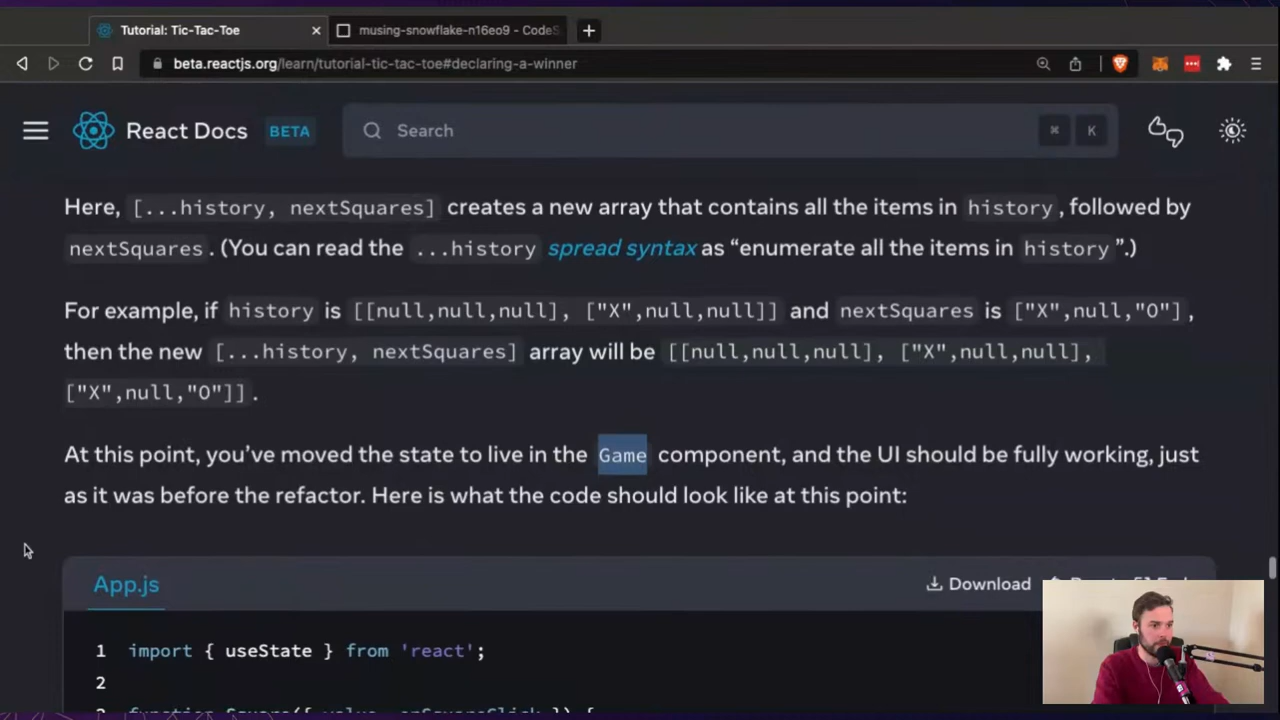 Tutorial: Tic-Tac-Toe
musing-snowflake-n16eo9 - CodeS
beta.reactjs.org/learn/tutorial-tic-tac-toe#declaring-a-winner
React Docs BETA Search ⌘ K
Here, [...history, nextSquares] creates a new array that contains all the items in history, followed by
nextSquares. (You can read the ...history spread syntax as “enumerate all the items in history”.)
For example, if history is [[null,null,null], ["X",null,null]] and nextSquares is ["X",null,"O"],
then the new [...history, nextSquares] array will be [[null,null,null], ["X",null,null],
["X",null,"O"]].
At this point, you’ve moved the state to live in the Game component, and the UI should be fully working, just
as it was before the refactor. Here is what the code should look like at this point:
App.js Download
1 import { useState } from 'react';
2
3 function Square({ value, onSquareClick }) {